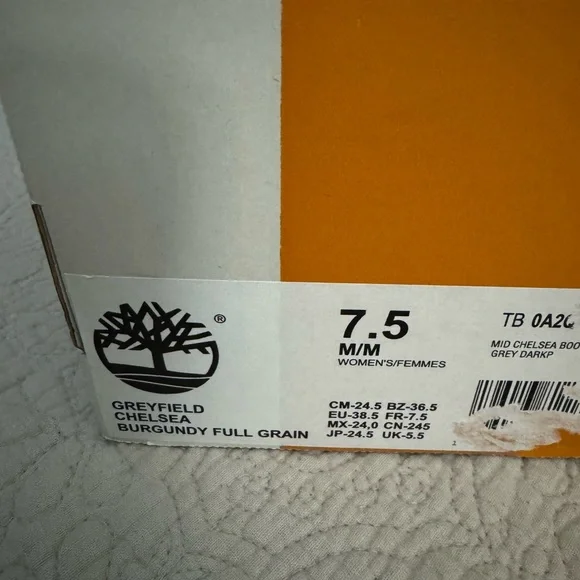 ®
GREYFIELD
CHELSEA
BURGUNDY FULL GRAIN
7.5
M/M
WOMEN'S/FEMMES
CM-24.5 BZ-36.5
EU-38.5 FR-7.5
MX-24,0 CN-245
JP-24.5 UK-5.5
TB 0A2
MID CHELSEA BOO
GREY DARKP
1